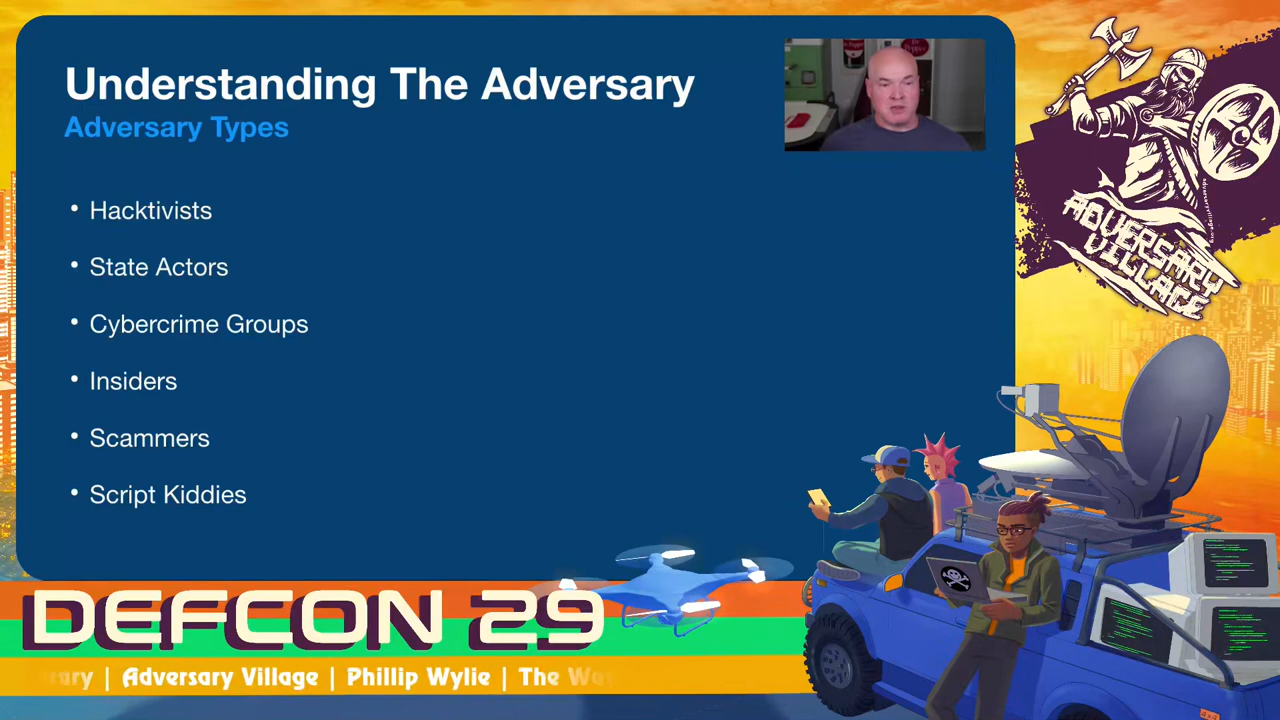 Understanding The Adversary
Adversary Types
• Hacktivists
• State Actors
• Cybercrime Groups
• Insiders
• Scammers
• Script Kiddies
ADVERSARY
VILLAGE
DEFCON 29
Adversary Village | Phillip Wylie | The